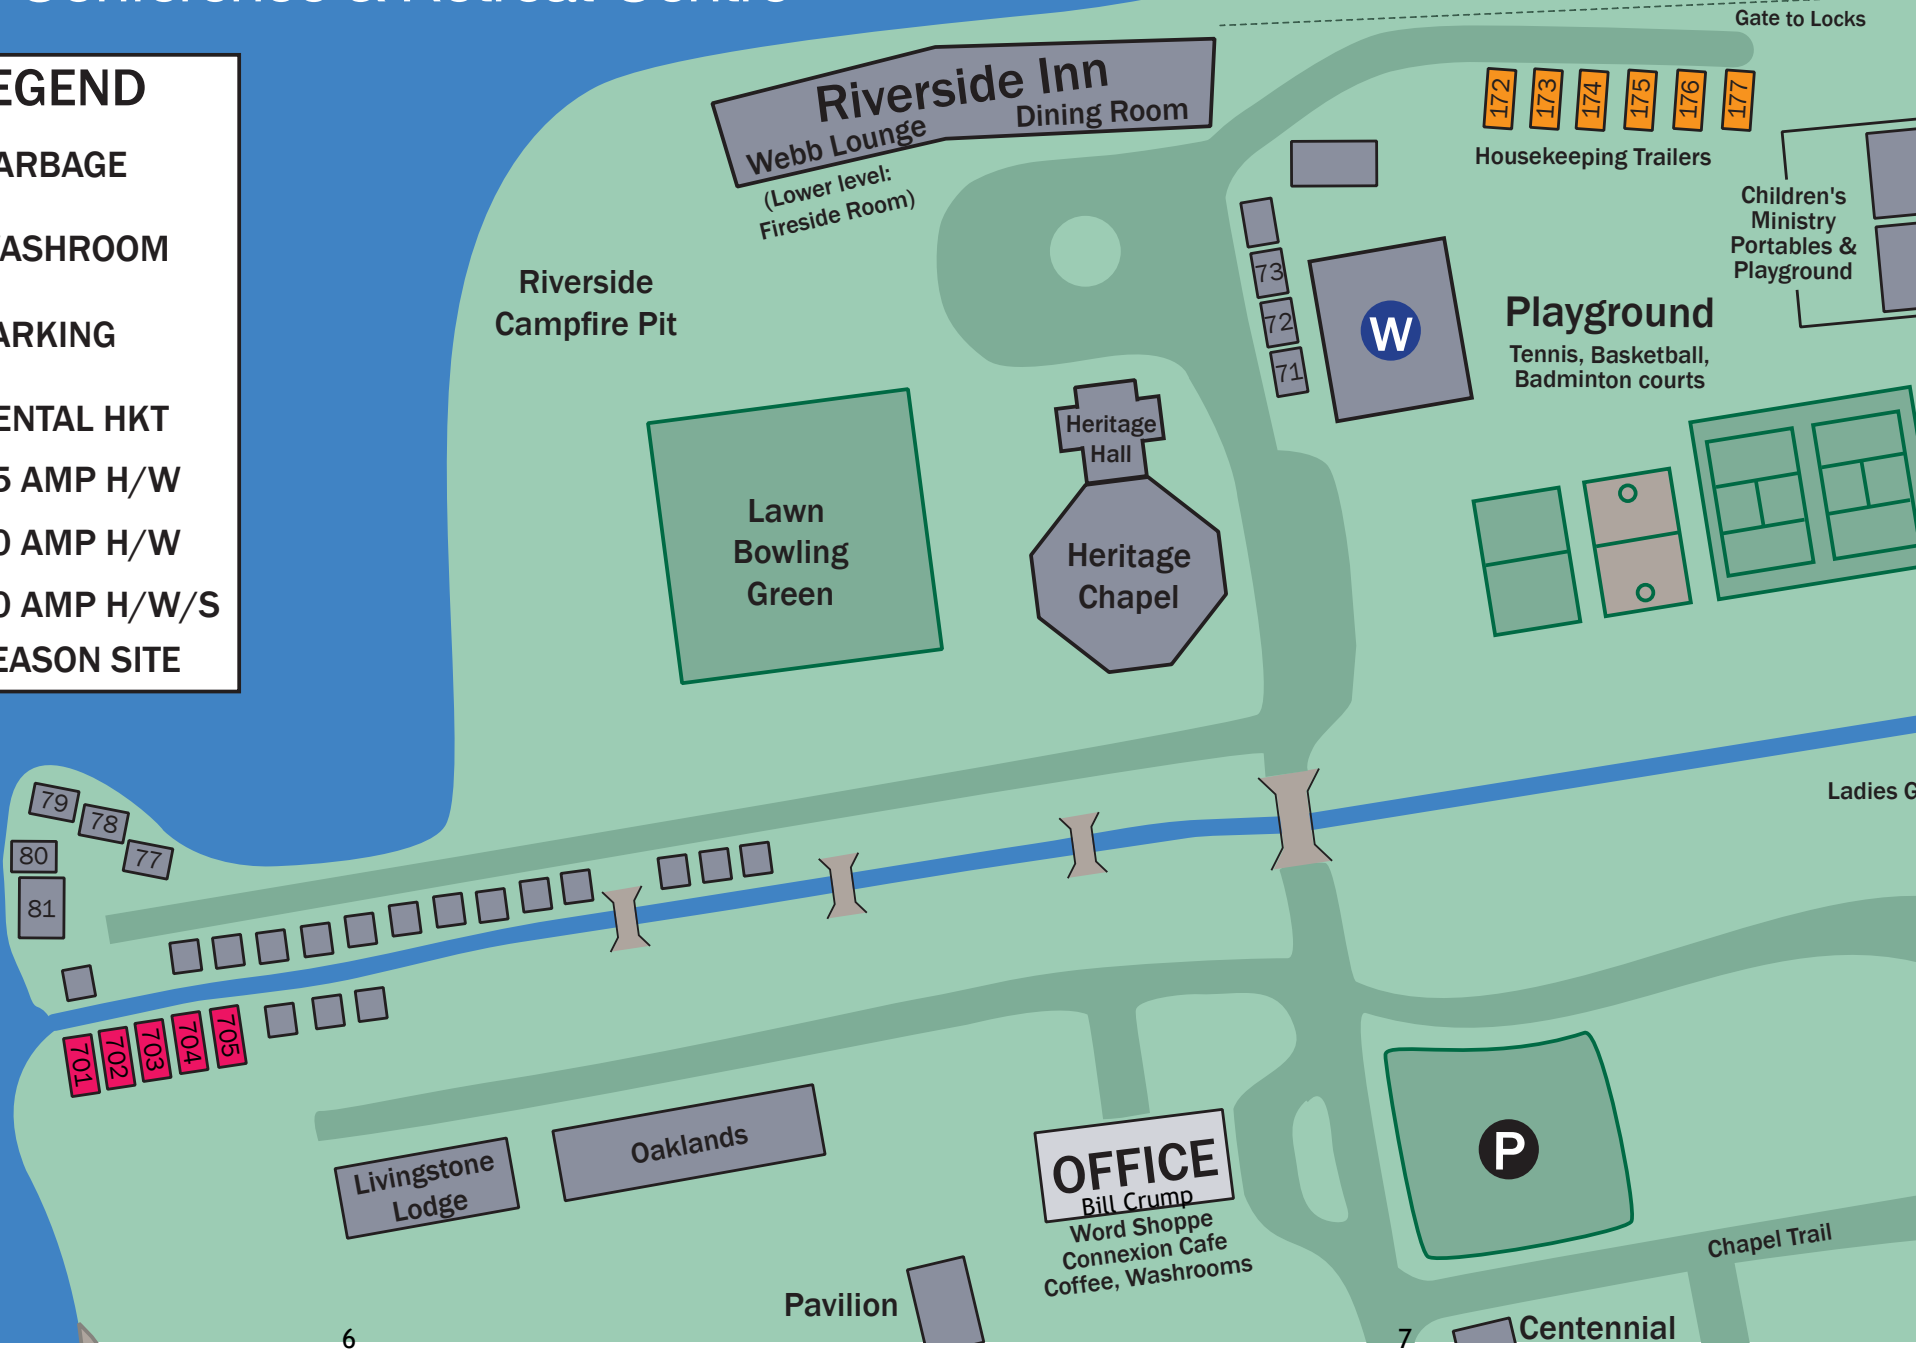 Conference & Retreat Centre
EGEND
ARBAGE
ASHROOM
ARKING
ENTAL HKT
5 AMP H/W
0 AMP H/W
0 AMP H/W/S
EASON SITE
Gate to Locks
Riverside Inn
Webb Lounge
Dining Room
(Lower level:
Fireside Room)
172
173
174
175
176
177
Housekeeping Trailers
Children's
Ministry
Portables &
Playground
Riverside
Campfire Pit
73
72
71
W
Playground
Tennis, Basketball,
Badminton courts
Heritage
Hall
Heritage
Chapel
Lawn
Bowling
Green
Ladies G
79
78
77
80
81
701
702
703
704
705
Livingstone
Lodge
Oaklands
OFFICE
Bill Crump
Word Shoppe
Connexion Cafe
Coffee, Washrooms
P
Chapel Trail
Pavilion
Centennial
6
7